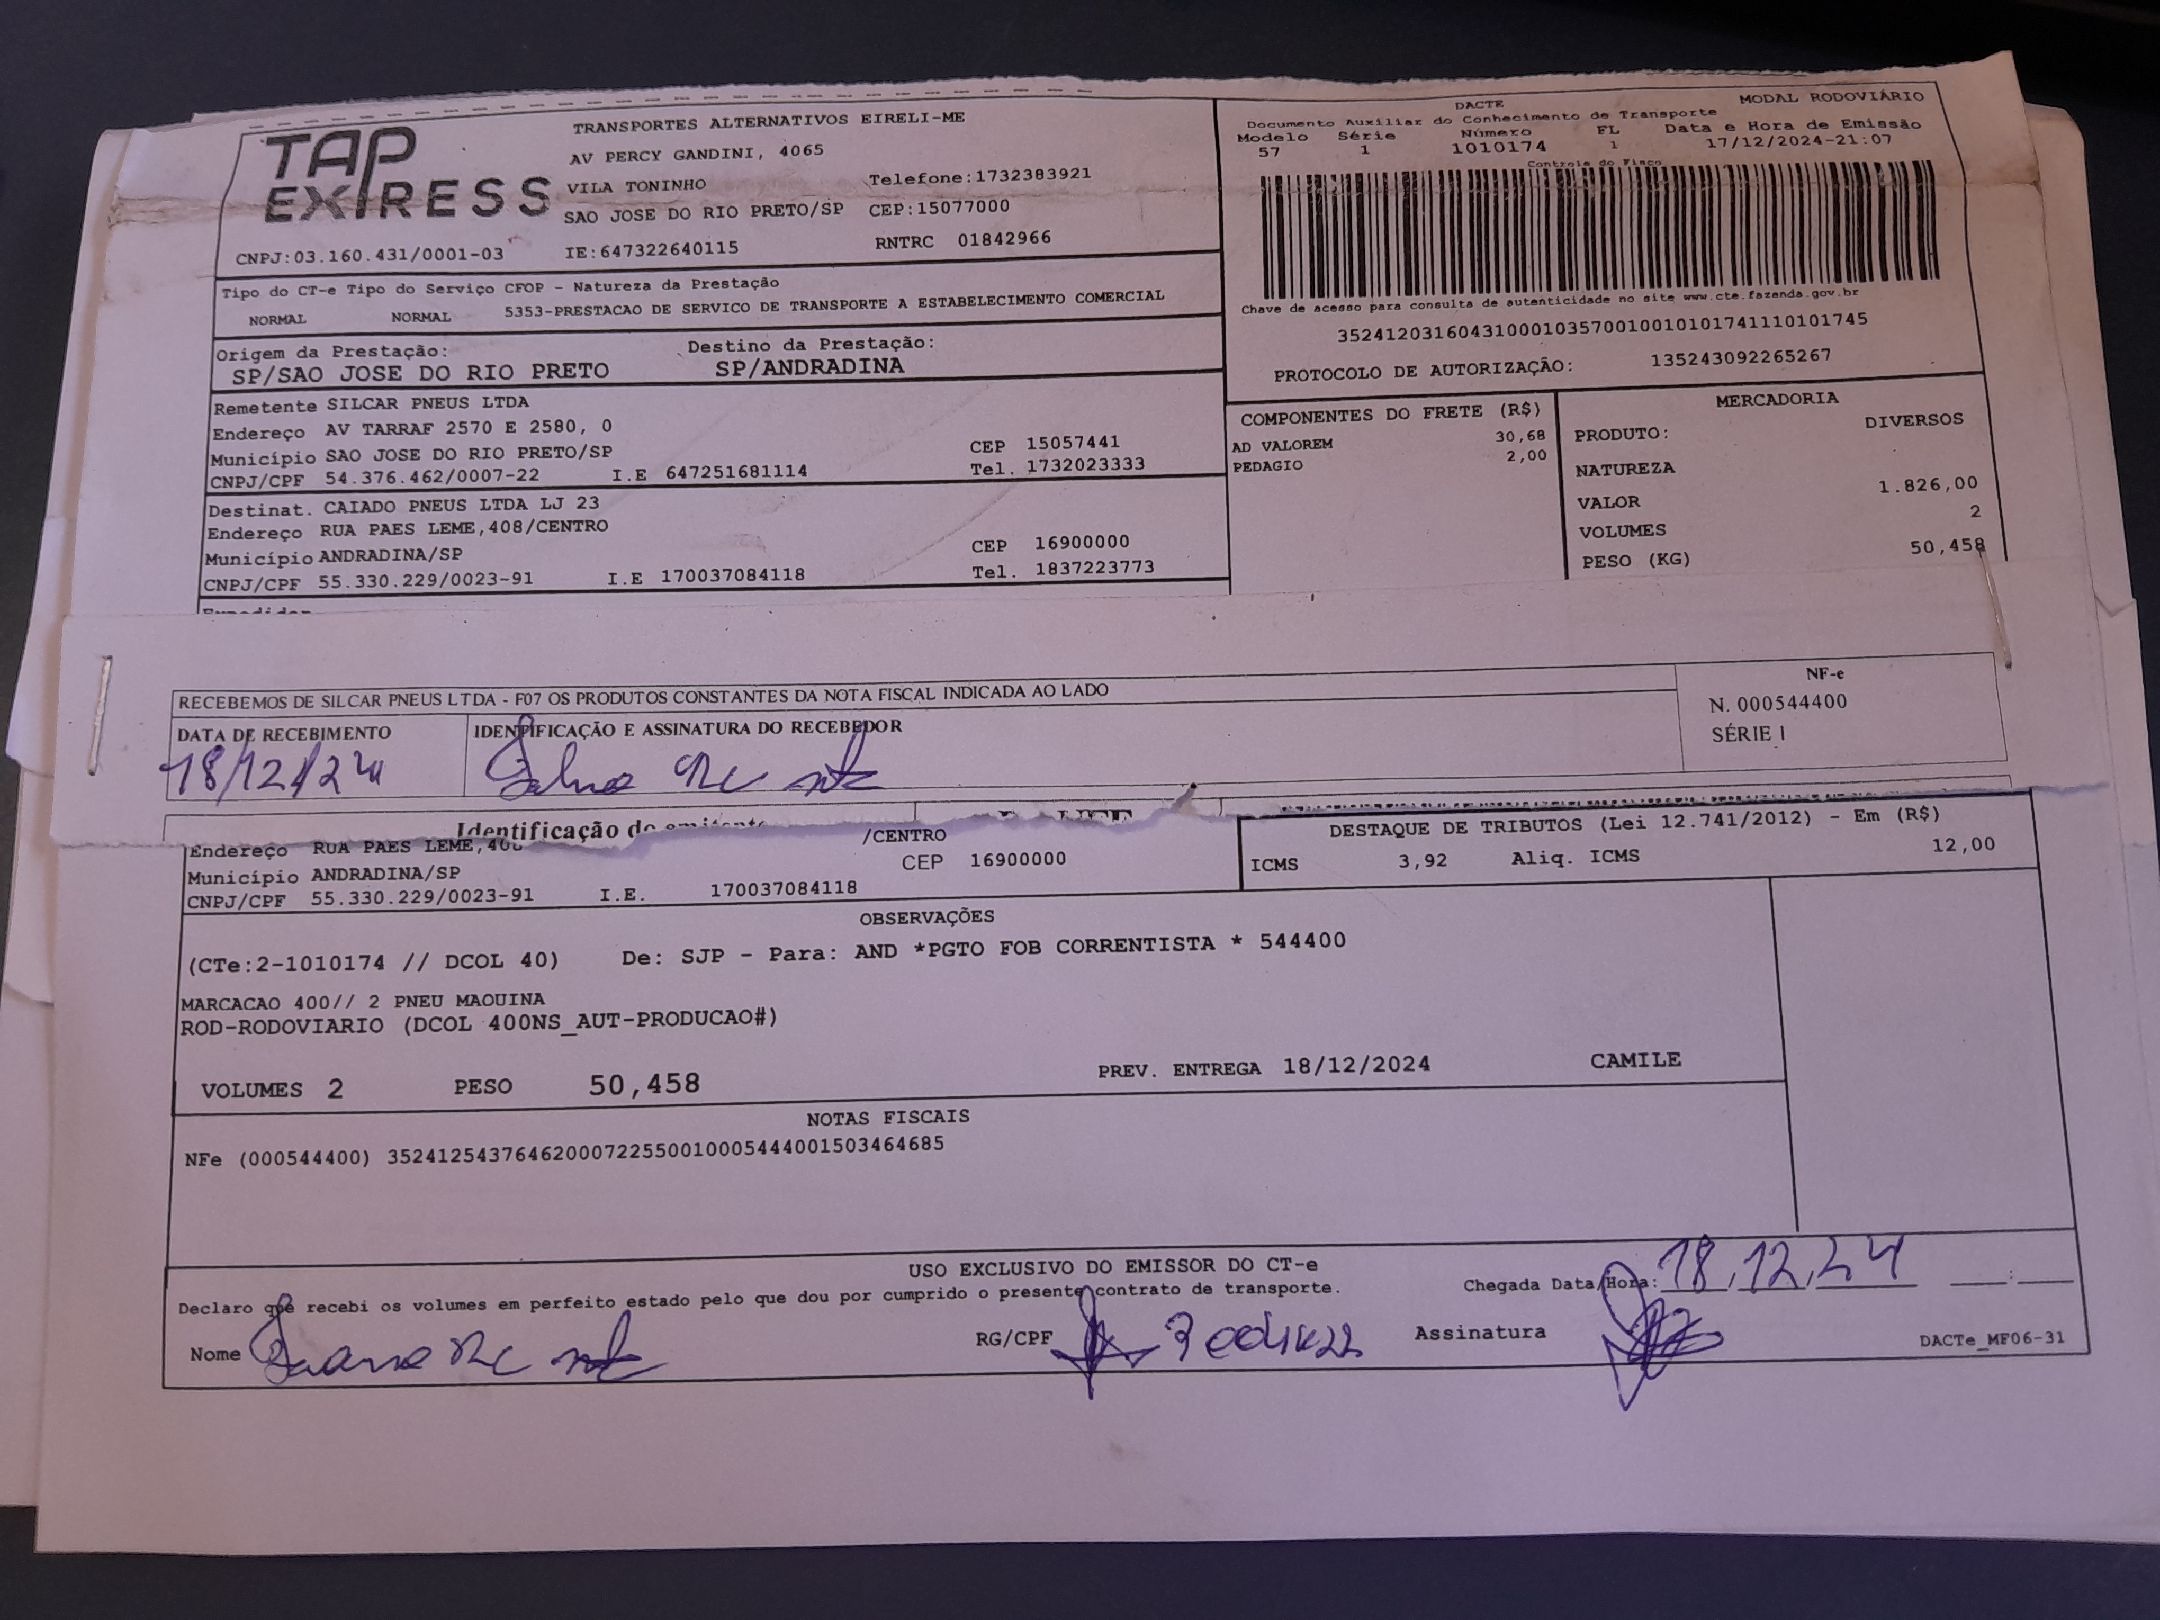 TAP EXPRESS
TRANSPORTES ALTERNATIVOS EIRELI-ME
AV PERCY GANDINI, 4065
VILA TONINHO Telefone:1732383921
SAO JOSE DO RIO PRETO/SP CEP:15077000
CNPJ:03.160.431/0001-03 IE:647322640115 RNTRC 01842966
DACTE MODAL RODOVIÁRIO
Documento Auxiliar do Conhecimento de Transporte
Modelo Série Número FL Data e Hora de Emissão
57 1 1010174 1 17/12/2024-21:07
Controle do Fisco
Chave de acesso para consulta de autenticidade no site www.cte.fazenda.gov.br
35241203160431000103570010010101741110101745
PROTOCOLO DE AUTORIZAÇÃO: 135243092265267
Tipo do CT-e Tipo do Serviço CFOP - Natureza da Prestação
NORMAL NORMAL 5353-PRESTACAO DE SERVICO DE TRANSPORTE A ESTABELECIMENTO COMERCIAL
Origem da Prestação: Destino da Prestação:
SP/SAO JOSE DO RIO PRETO SP/ANDRADINA
Remetente SILCAR PNEUS LTDA
Endereço AV TARRAF 2570 E 2580, 0
Município SAO JOSE DO RIO PRETO/SP CEP 15057441
CNPJ/CPF 54.376.462/0007-22 I.E 647251681114 Tel. 1732023333
Destinat. CAIADO PNEUS LTDA LJ 23
Endereço RUA PAES LEME,408/CENTRO
Município ANDRADINA/SP CEP 16900000
CNPJ/CPF 55.330.229/0023-91 I.E 170037084118 Tel. 1837223773
COMPONENTES DO FRETE (R$)
AD VALOREM 30,68
PEDAGIO 2,00
MERCADORIA
PRODUTO: DIVERSOS
NATUREZA
VALOR 1.826,00
VOLUMES 2
PESO (KG) 50,458
RECEBEMOS DE SILCAR PNEUS LTDA - F07 OS PRODUTOS CONSTANTES DA NOTA FISCAL INDICADA AO LADO
DATA DE RECEBIMENTO IDENTIFICAÇÃO E ASSINATURA DO RECEBEDOR
18/12/24
NF-e
N. 000544400
SÉRIE 1
Identificação do emitente
Endereço RUA PAES LEME,408 /CENTRO
Município ANDRADINA/SP CEP 16900000
CNPJ/CPF 55.330.229/0023-91 I.E. 170037084118
DESTAQUE DE TRIBUTOS (Lei 12.741/2012) - Em (R$)
ICMS 3,92 Aliq. ICMS 12,00
OBSERVAÇÕES
(CTe:2-1010174 // DCOL 40) De: SJP - Para: AND *PGTO FOB CORRENTISTA * 544400
MARCACAO 400// 2 PNEU MAQUINA
ROD-RODOVIARIO (DCOL 400NS_AUT-PRODUCAO#)
VOLUMES 2 PESO 50,458 PREV. ENTREGA 18/12/2024 CAMILE
NOTAS FISCAIS
NFe (000544400) 35241254376462000722550010005444001503464685
USO EXCLUSIVO DO EMISSOR DO CT-e
Declaro que recebi os volumes em perfeito estado pelo que dou por cumprido o presente contrato de transporte.
Chegada Data/Hora: 18.12.24 :
Nome RG/CPF Assinatura
DACTe_MF06-31